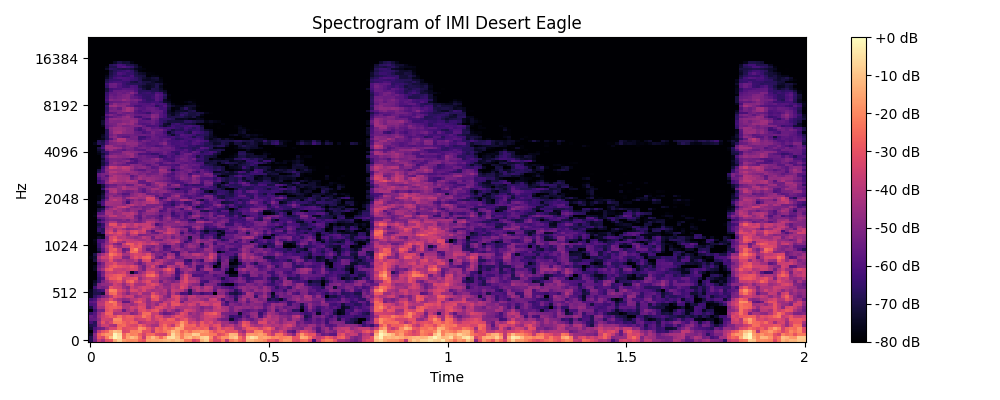 Spectrogram of IMI Desert Eagle
16384
8192
4096
2048
1024
512
0
Hz
0
0.5
1
1.5
2
Time
+0 dB
-10 dB
-20 dB
-30 dB
-40 dB
-50 dB
-60 dB
-70 dB
-80 dB